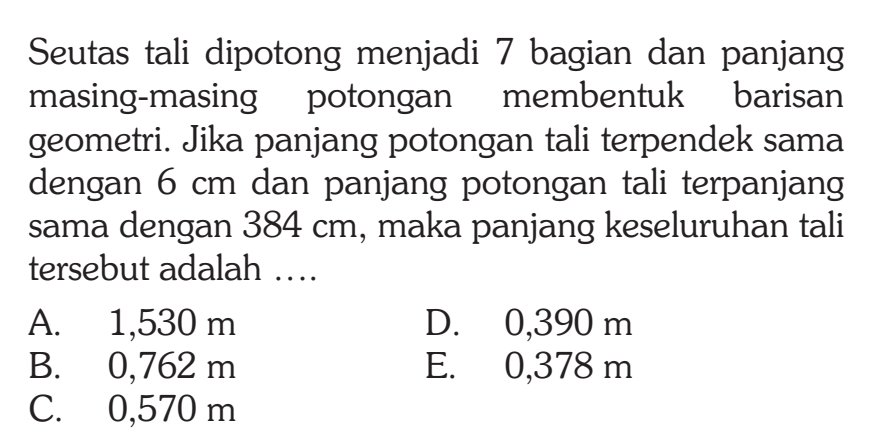 Seutas tali dipotong menjadi 7 bagian dan panjang
masing-masing potongan membentuk barisan
geometri. Jika panjang potongan tali terpendek sama
dengan 6 cm dan panjang potongan tali terpanjang
sama dengan 384 cm, maka panjang keseluruhan tali
tersebut adalah ....
A. 1,530 m D. 0,390 m
B. 0,762 m E. 0,378 m
C. 0,570 m